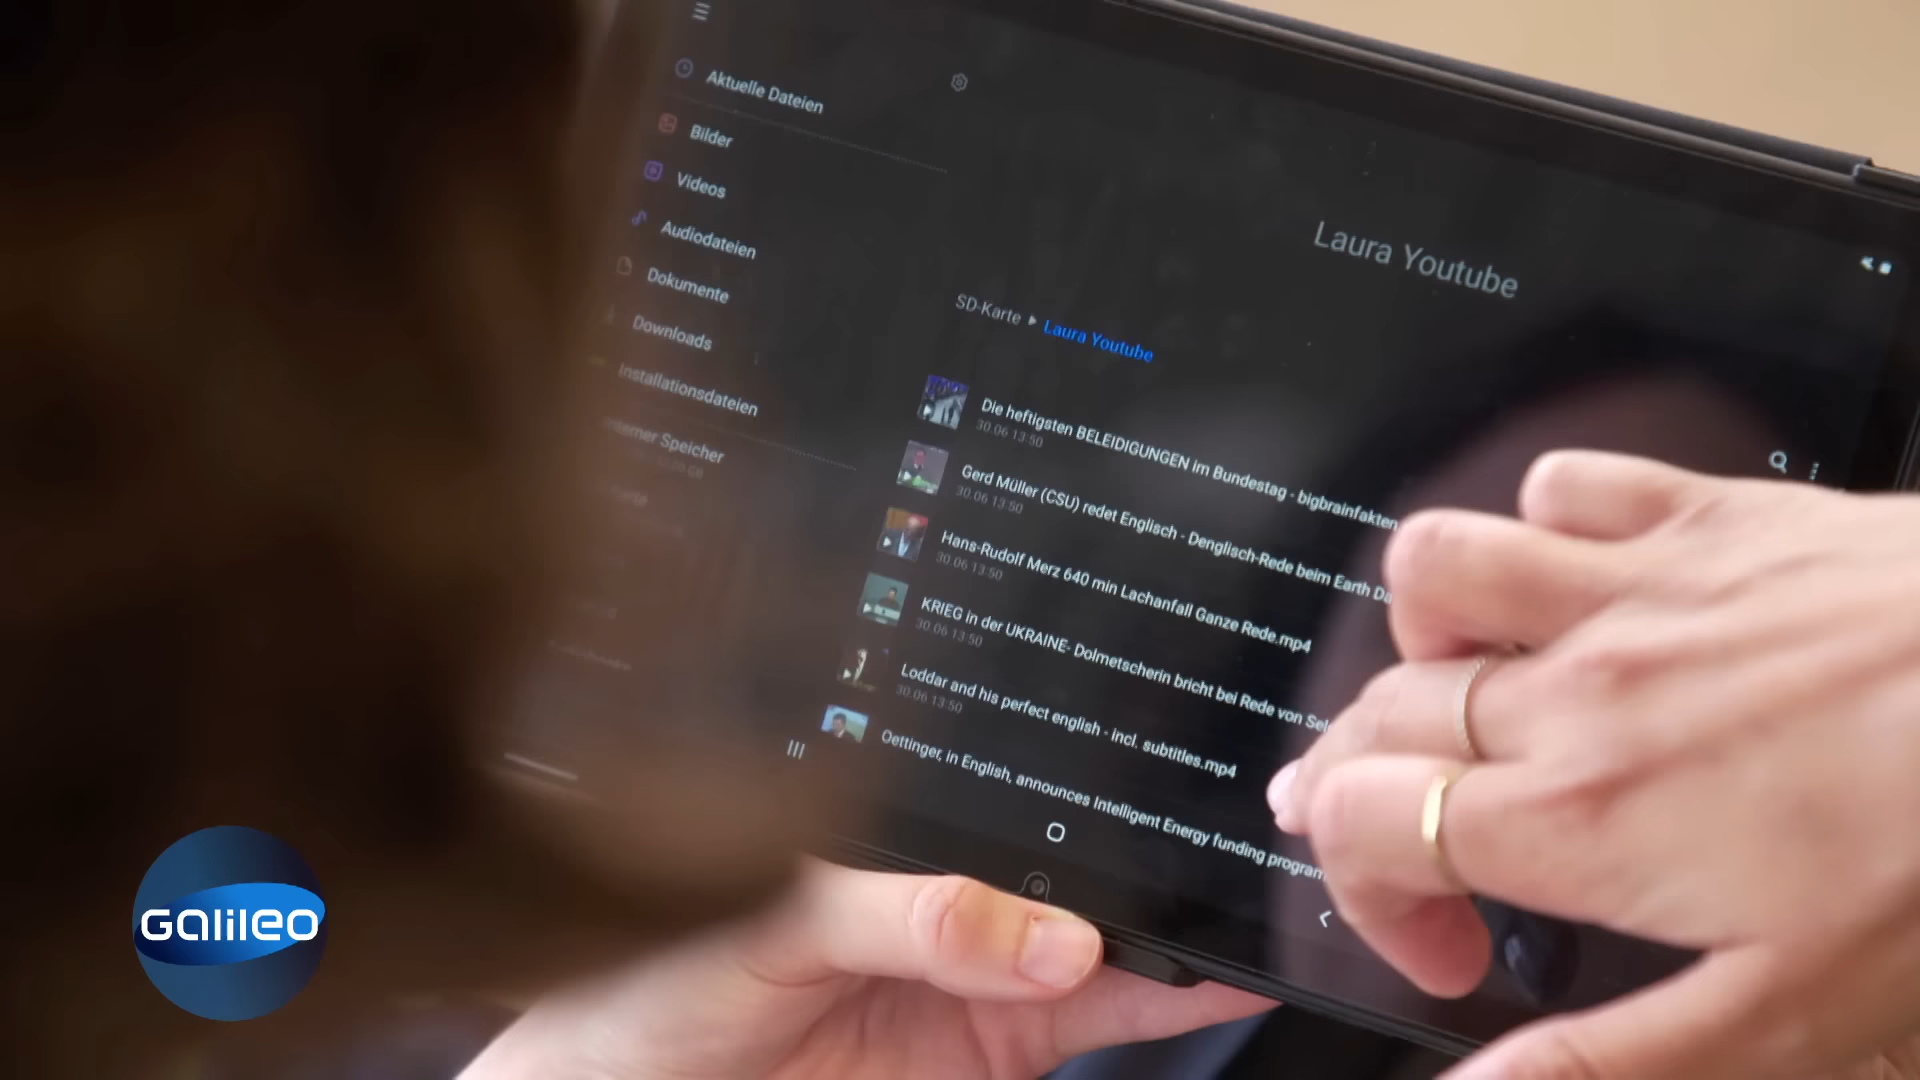 Aktuelle Dateien
Bilder
Videos
Audiodateien
Dokumente
Downloads
Installationsdateien
Speicher
Laura Youtube
SD-Karte
Laura Youtube
Die heftigsten BELEIDIGUNGEN im Bundestag - bigbrainfakten
30.06 13:50
Gerd Müller (CSU) redet Englisch - Denglisch-Rede beim Earth Da
30.06 13:50
Hans-Rudolf Merz 640 min Lachanfall Ganze Rede.mp4
30.06 13:50
KRIEG in der UKRAINE- Dolmetscherin bricht bei Rede von Sel
30.06 13:50
Loddar and his perfect english - incl. subtitles.mp4
30.06 13:50
Oettinger, in English, announces Intelligent Energy funding program
Galileo